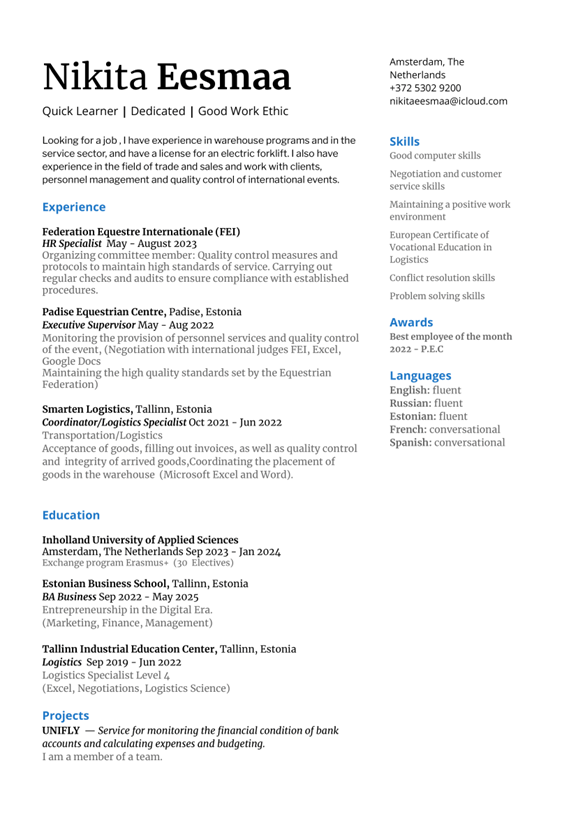 Nikita Eesmaa
Quick Learner | Dedicated | Good Work Ethic
Looking for a job , I have experience in warehouse programs and in the
service sector, and have a license for an electric forklift. I also have
experience in the field of trade and sales and work with clients,
personnel management and quality control of international events.
Experience
Federation Equestre Internationale (FEI)
HR Specialist May - August 2023
Organizing committee member: Quality control measures and
protocols to maintain high standards of service. Carrying out
regular checks and audits to ensure compliance with established
procedures.
Padise Equestrian Centre, Padise, Estonia
Executive Supervisor May - Aug 2022
Monitoring the provision of personnel services and quality control
of the event, (Negotiation with international judges FEI, Excel,
Google Docs
Maintaining the high quality standards set by the Equestrian
Federation)
Smarten Logistics, Tallinn, Estonia
Coordinator/Logistics Specialist Oct 2021 - Jun 2022
Transportation/Logistics
Acceptance of goods, filling out invoices, as well as quality control
and integrity of arrived goods,Coordinating the placement of
goods in the warehouse (Microsoft Excel and Word).
Education
Inholland University of Applied Sciences
Amsterdam, The Netherlands Sep 2023 - Jan 2024
Exchange program Erasmus+ (30 Electives)
Estonian Business School, Tallinn, Estonia
BA Business Sep 2022 - May 2025
Entrepreneurship in the Digital Era.
(Marketing, Finance, Management)
Tallinn Industrial Education Center, Tallinn, Estonia
Logistics Sep 2019 - Jun 2022
Logistics Specialist Level 4
(Excel, Negotiations, Logistics Science)
Projects
UNIFLY — Service for monitoring the financial condition of bank
accounts and calculating expenses and budgeting.
I am a member of a team.
Amsterdam, The
Netherlands
+372 5302 9200
nikitaeesmaa@icloud.com
Skills
Good computer skills
Negotiation and customer
service skills
Maintaining a positive work
environment
European Certificate of
Vocational Education in
Logistics
Conflict resolution skills
Problem solving skills
Awards
Best employee of the month
2022 - P.E.C
Languages
English: fluent
Russian: fluent
Estonian: fluent
French: conversational
Spanish: conversational